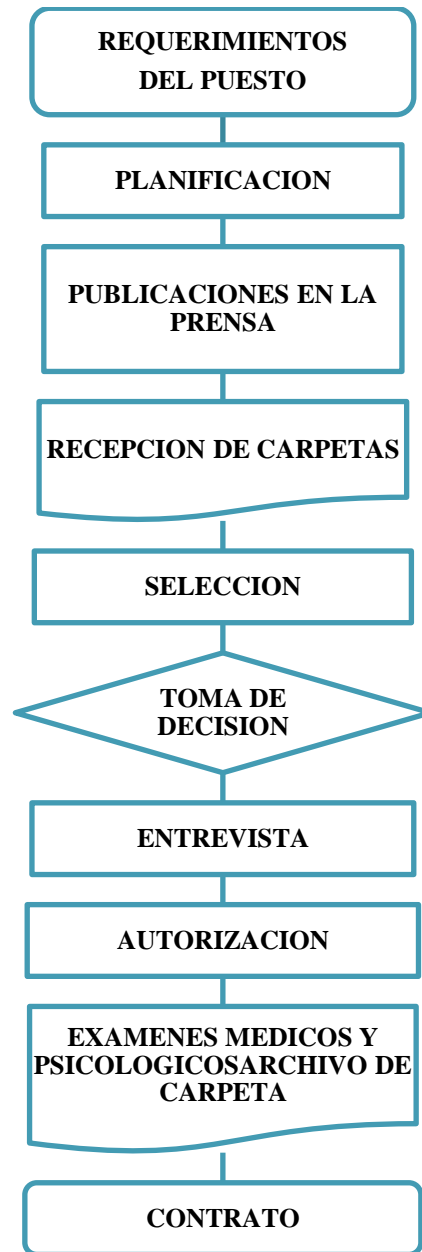 REQUERIMIENTOS
DEL PUESTO
PLANIFICACION
PUBLICACIONES EN LA
PRENSA
RECEPCION DE CARPETAS
SELECCION
TOMA DE
DECISION
ENTREVISTA
AUTORIZACION
EXAMENES MEDICOS Y
PSICOLOGICOSARCHIVO DE
CARPETA
CONTRATO